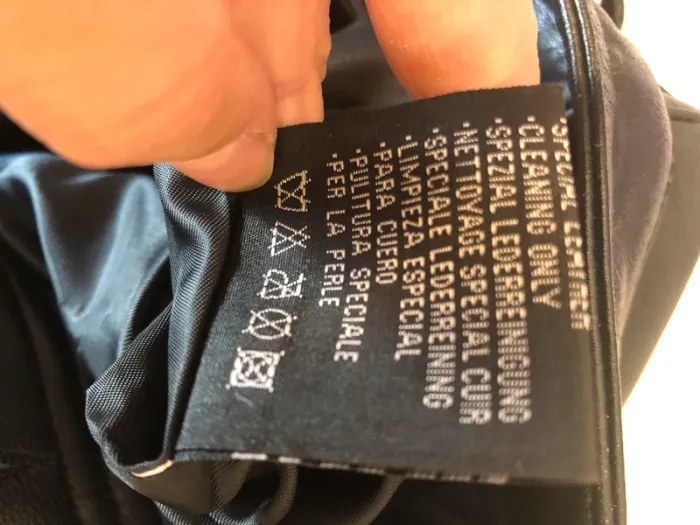 ·SPECIAL LEATHER
·CLEANING ONLY
·SPEZIAL LEDERREINIGUNG
·NETTOYAGE SPECIAL CUIR
·SPECIALE LEDERREINING
·LIMPIEZA ESPECIAL
·PARA CUERO
·PULITURA SPECIALE
·PER LA PERLE